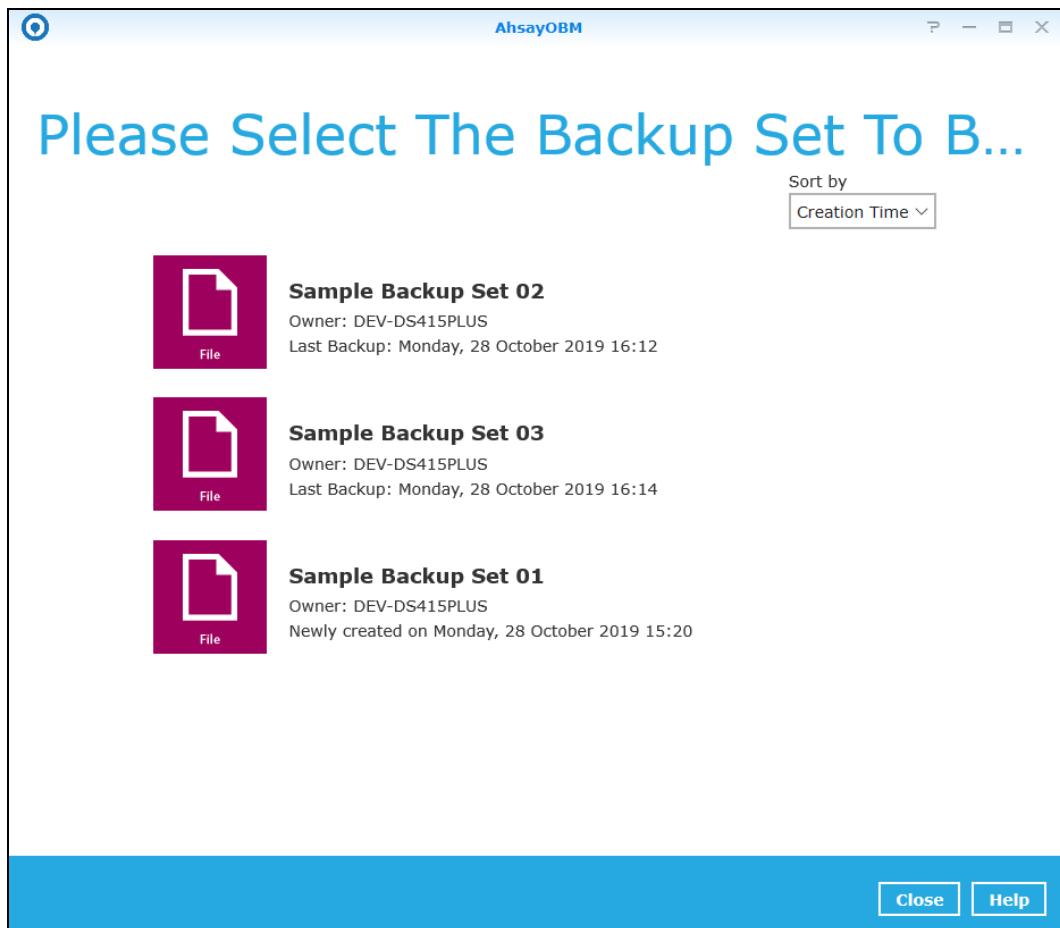 AhsayOBM
Please Select The Backup Set To B...
Sort by
Creation Time
File
Sample Backup Set 02
Owner: DEV-DS415PLUS
Last Backup: Monday, 28 October 2019 16:12
File
Sample Backup Set 03
Owner: DEV-DS415PLUS
Last Backup: Monday, 28 October 2019 16:14
File
Sample Backup Set 01
Owner: DEV-DS415PLUS
Newly created on Monday, 28 October 2019 15:20
Close Help